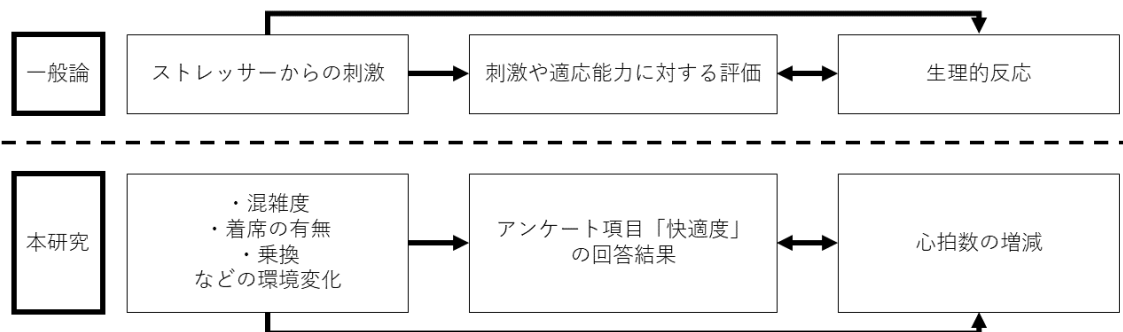 一般論
ストレッサーからの刺激
刺激や適応能力に対する評価
生理的反応
本研究
・混雑度
・着席の有無
・乗換
などの環境変化
アンケート項目「快適度」
の回答結果
心拍数の増減